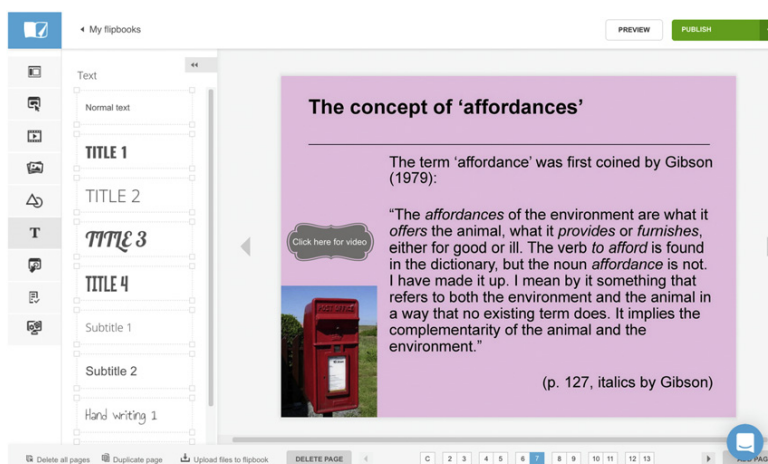 My flipbooks
PREVIEW
PUBLISH
Text
Normal text
TITLE 1
TITLE 2
TITLE 3
TITLE 4
Subtitle 1
Subtitle 2
Hand writing 1
T
The concept of ‘affordances’
The term ‘affordance’ was first coined by Gibson
(1979):
“The affordances of the environment are what it
offers the animal, what it provides or furnishes,
either for good or ill. The verb to afford is found
in the dictionary, but the noun affordance is not.
I have made it up. I mean by it something that
refers to both the environment and the animal in
a way that no existing term does. It implies the
complementarity of the animal and the
environment.”
(p. 127, italics by Gibson)
Click here for video
POST OFFICE
Delete all pages Duplicate page Upload files to flipbook DELETE PAGE C 2 3 4 5 6 7 8 9 10 11 12 13